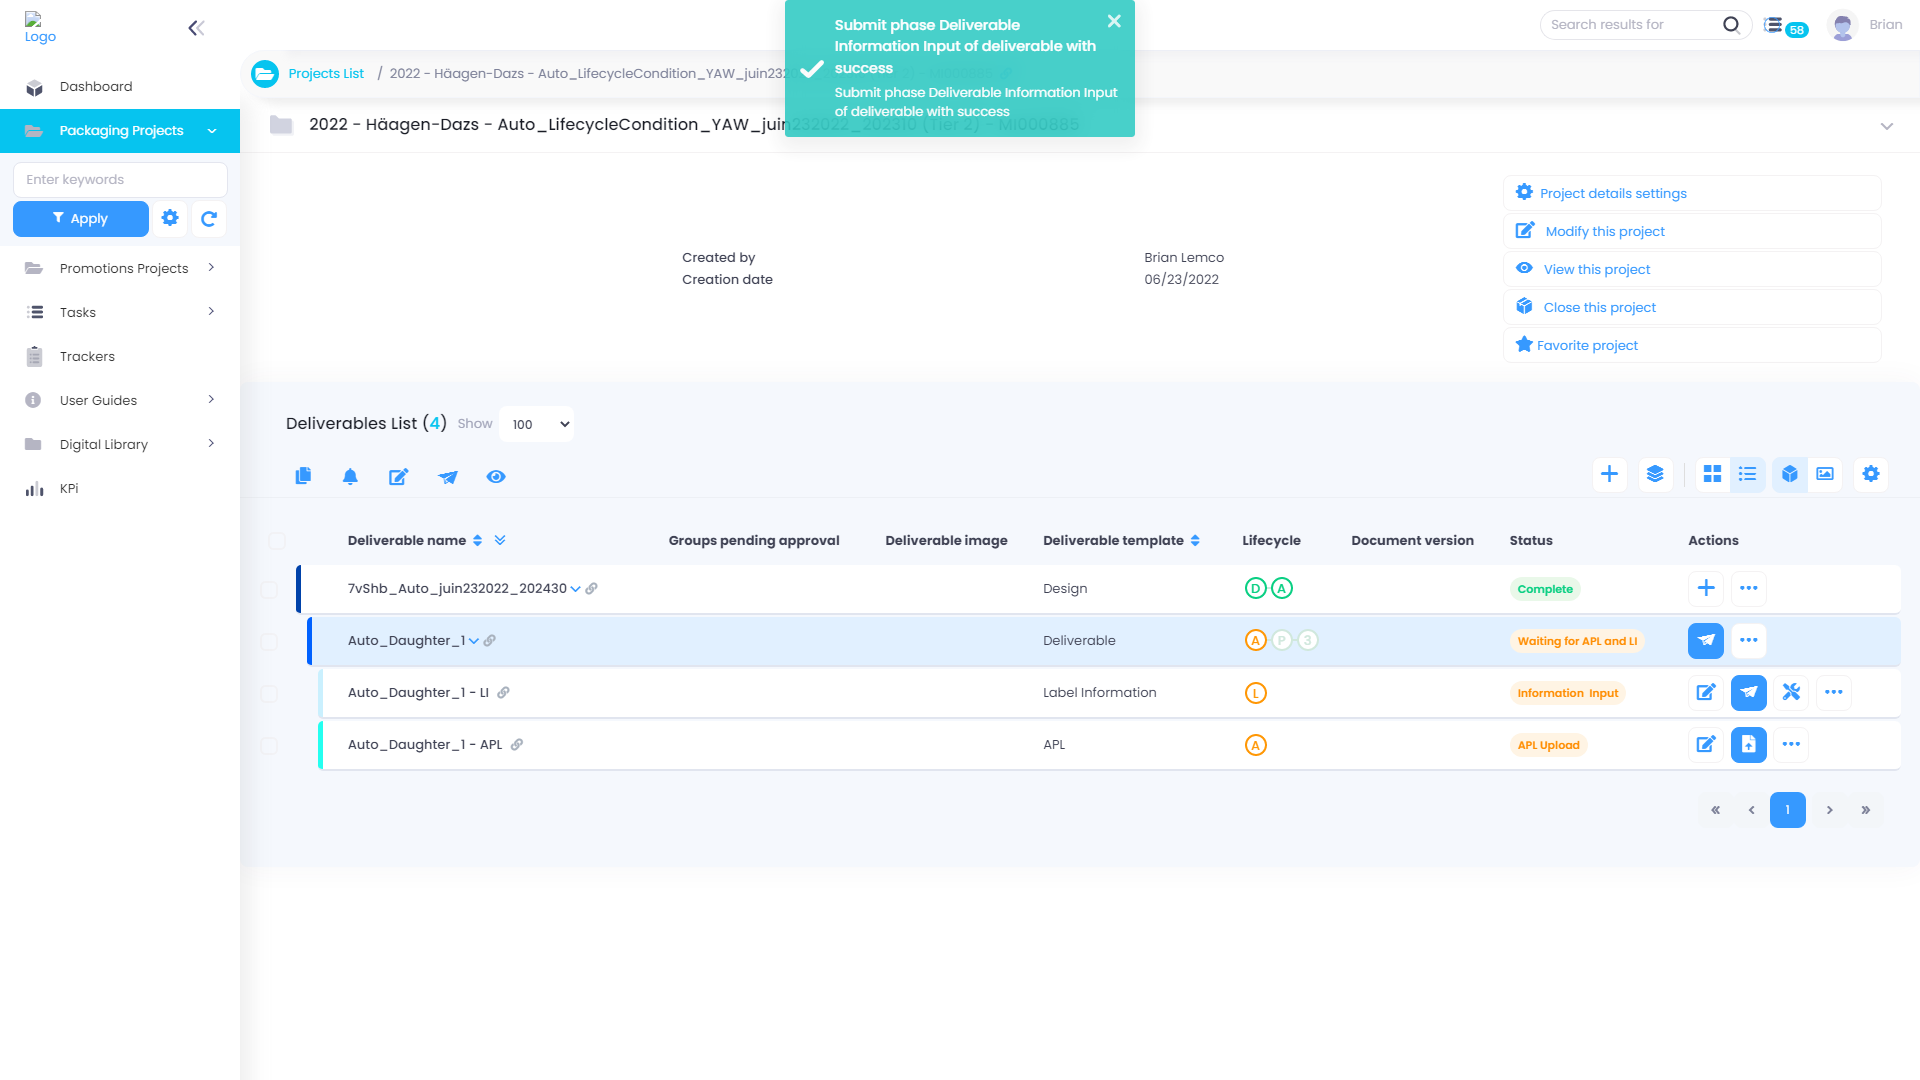 Logo
Dashboard
Packaging Projects
Enter keywords
Apply
Promotions Projects
Tasks
Trackers
User Guides
Digital Library
KPi
Submit phase Deliverable
Information Input of deliverable with
success
Submit phase Deliverable Information Input
of deliverable with success
Search results for
58
Brian
Projects List / 2022 - Häagen-Dazs - Auto_LifecycleCondition_YAW_juin232022_202310 (Tier 2) - MI000885
2022 - Häagen-Dazs - Auto_LifecycleCondition_YAW_juin232022_202310 (Tier 2) - MI000885
Created by Brian Lemco
Creation date 06/23/2022
Project details settings
Modify this project
View this project
Close this project
Favorite project
Deliverables List (4) Show 100
Deliverable name Groups pending approval Deliverable image Deliverable template Lifecycle Document version Status Actions
7vShb_Auto_juin232022_202430 Design D A Complete
Auto_Daughter_1 Deliverable A P 3 Waiting for APL and LI
Auto_Daughter_1 - LI Label Information L Information Input
Auto_Daughter_1 - APL APL A APL Upload
« ‹ 1 › »